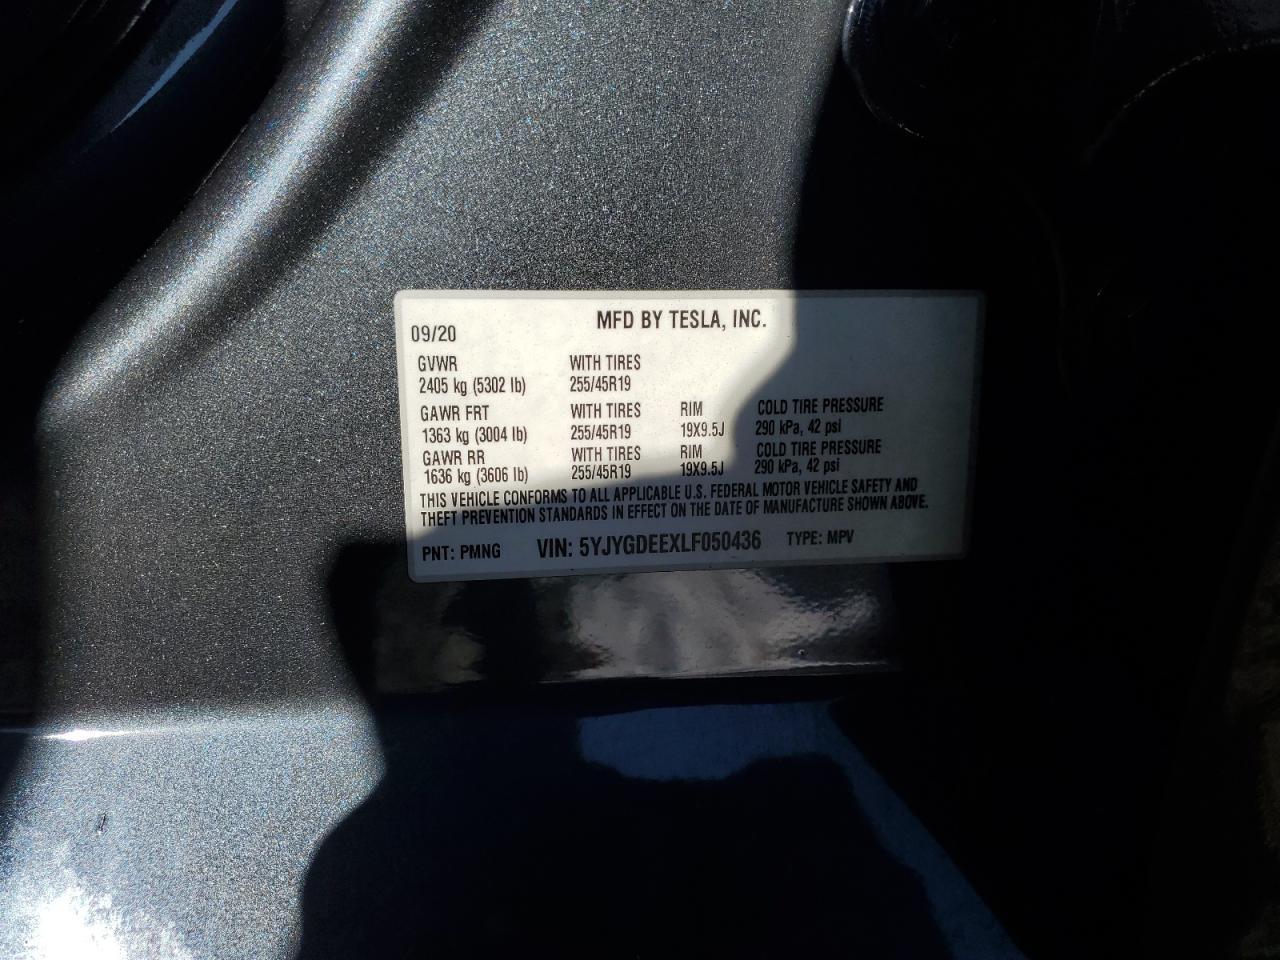 MFD BY TESLA, INC.
09/20
GVWR WITH TIRES
2405 kg (5302 lb) 255/45R19
GAWR FRT WITH TIRES RIM COLD TIRE PRESSURE
1363 kg (3004 lb) 255/45R19 19X9.5J 290 kPa, 42 psi
GAWR RR WITH TIRES RIM COLD TIRE PRESSURE
1636 kg (3606 lb) 255/45R19 19X9.5J 290 kPa, 42 psi
THIS VEHICLE CONFORMS TO ALL APPLICABLE U.S. FEDERAL MOTOR VEHICLE SAFETY AND
THEFT PREVENTION STANDARDS IN EFFECT ON THE DATE OF MANUFACTURE SHOWN ABOVE.
PNT: PMNG VIN: 5YJYGDEEXLF050436 TYPE: MPV